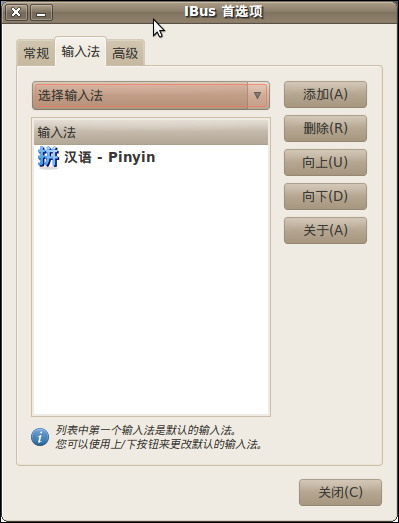 IBus 首选项
常规 输入法 高级
选择输入法
添加(A)
输入法
删除(R)
拼 汉语 - Pinyin
向上(U)
向下(D)
关于(A)
列表中第一个输入法是默认的输入法。
您可以使用上/下按钮来更改默认的输入法。
关闭(C)